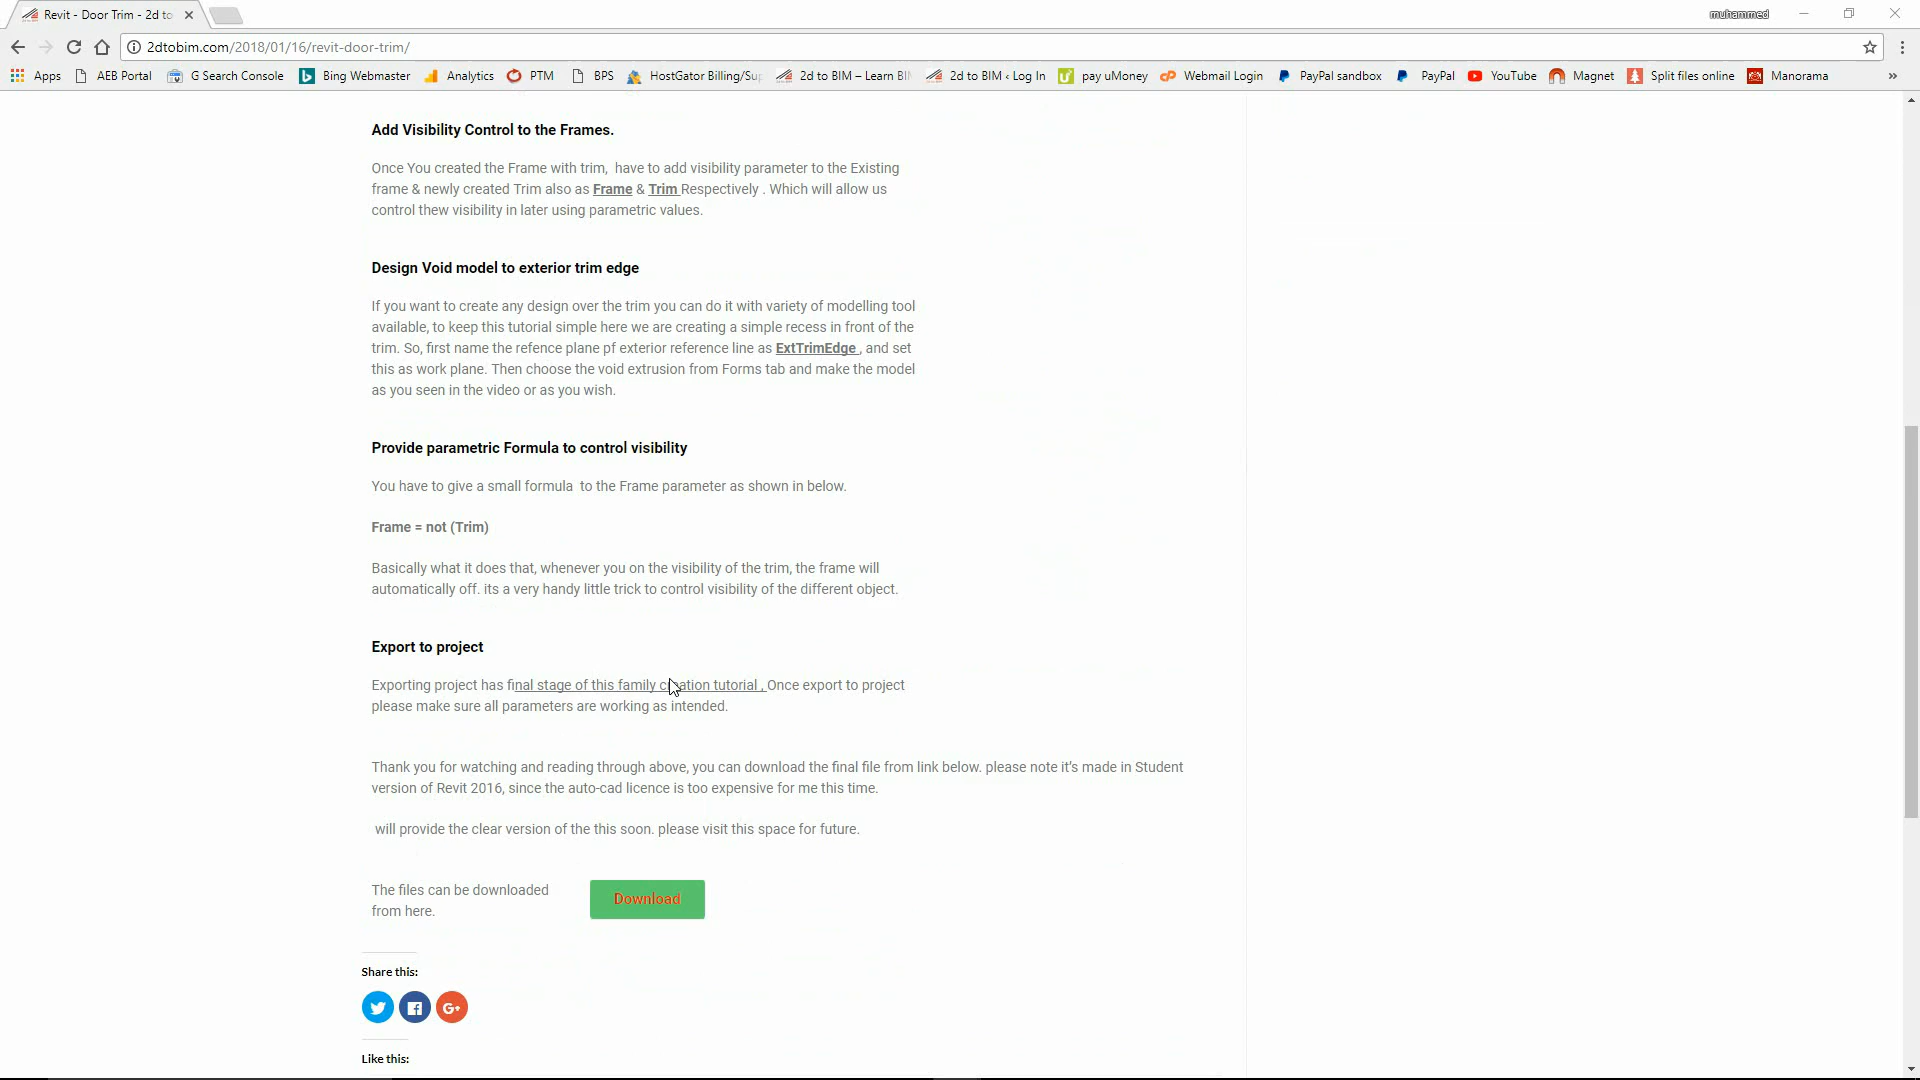 Revit - Door Trim - 2d to
muhammed
2dtobim.com/2018/01/16/revit-door-trim/
Apps AEB Portal G Search Console Bing Webmaster Analytics PTM BPS HostGator Billing/Su 2d to BIM – Learn BI 2d to BIM ‹ Log In pay uMoney Webmail Login PayPal sandbox PayPal YouTube Magnet Split files online Manorama »
Add Visibility Control to the Frames.
Once You created the Frame with trim, have to add visibility parameter to the Existing
frame & newly created Trim also as Frame & Trim Respectively . Which will allow us
control thew visibility in later using parametric values.
Design Void model to exterior trim edge
If you want to create any design over the trim you can do it with variety of modelling tool
available, to keep this tutorial simple here we are creating a simple recess in front of the
trim. So, first name the refence plane pf exterior reference line as ExtTrimEdge , and set
this as work plane. Then choose the void extrusion from Forms tab and make the model
as you seen in the video or as you wish.
Provide parametric Formula to control visibility
You have to give a small formula to the Frame parameter as shown in below.
Frame = not (Trim)
Basically what it does that, whenever you on the visibility of the trim, the frame will
automatically off. its a very handy little trick to control visibility of the different object.
Export to project
Exporting project has final stage of this family creation tutorial , Once export to project
please make sure all parameters are working as intended.
Thank you for watching and reading through above, you can download the final file from link below. please note it's made in Student
version of Revit 2016, since the auto-cad licence is too expensive for me this time.
will provide the clear version of the this soon. please visit this space for future.
The files can be downloaded
from here.
Download
Share this:
G+
Like this: